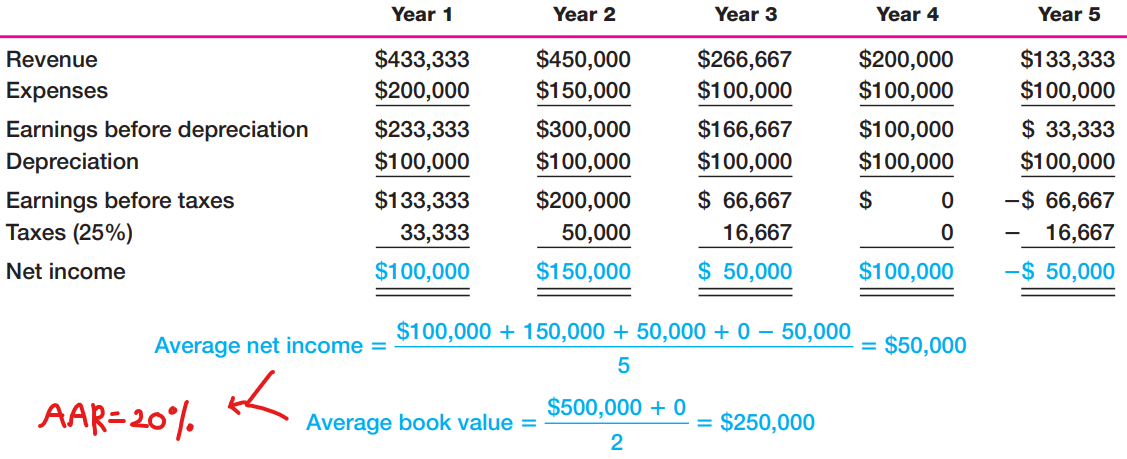 Year 1 Year 2 Year 3 Year 4 Year 5
Revenue $433,333 $450,000 $266,667 $200,000 $133,333
Expenses $200,000 $150,000 $100,000 $100,000 $100,000
Earnings before depreciation $233,333 $300,000 $166,667 $100,000 $ 33,333
Depreciation $100,000 $100,000 $100,000 $100,000 $100,000
Earnings before taxes $133,333 $200,000 $ 66,667 $ 0 −$ 66,667
Taxes (25%) 33,333 50,000 16,667 0 − 16,667
Net income $100,000 $150,000 $ 50,000 $100,000 −$ 50,000
Average net income = $100,000 + 150,000 + 50,000 + 0 − 50,000 / 5 = $50,000
AAR=20%
Average book value = $500,000 + 0 / 2 = $250,000